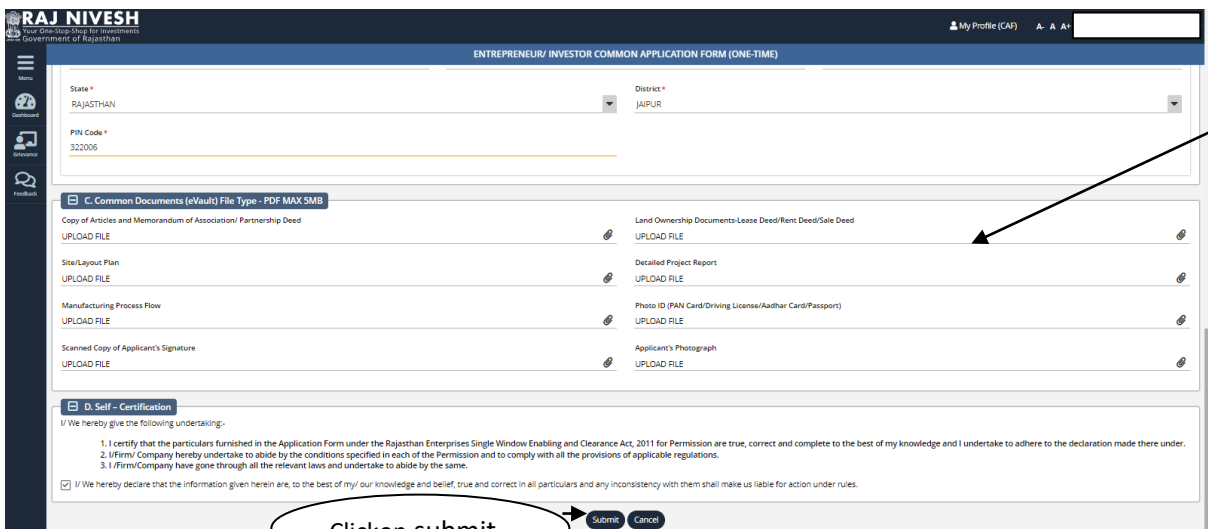 RAJ NIVESH
Your One-Stop-Shop for Investments
Government of Rajasthan
My Profile (CAF) A- A A+
ENTREPRENEUR/ INVESTOR COMMON APPLICATION FORM (ONE-TIME)
Menu
Dashboard
Grievance
Feedback
State * District *
RAJASTHAN JAIPUR
PIN Code *
322006
C. Common Documents (eVault) File Type - PDF MAX 5MB
Copy of Articles and Memorandum of Association/ Partnership Deed Land Ownership Documents-Lease Deed/Rent Deed/Sale Deed
UPLOAD FILE UPLOAD FILE
Site/Layout Plan Detailed Project Report
UPLOAD FILE UPLOAD FILE
Manufacturing Process Flow Photo ID (PAN Card/Driving License/Aadhar Card/Passport)
UPLOAD FILE UPLOAD FILE
Scanned Copy of Applicant's Signature Applicant's Photograph
UPLOAD FILE UPLOAD FILE
D. Self – Certification
I/ We hereby give the following undertaking:-
1. I certify that the particulars furnished in the Application Form under the Rajasthan Enterprises Single Window Enabling and Clearance Act, 2011 for Permission are true, correct and complete to the best of my knowledge and I undertake to adhere to the declaration made there under.
2. I/Firm/ Company hereby undertake to abide by the conditions specified in each of the Permission and to comply with all the provisions of applicable regulations.
3. I /Firm/Company have gone through all the relevant laws and undertake to abide by the same.
I/ We hereby declare that the information given herein are, to the best of my/ our knowledge and belief, true and correct in all particulars and any inconsistency with them shall make us liable for action under rules.
Submit Cancel
Clickon submit